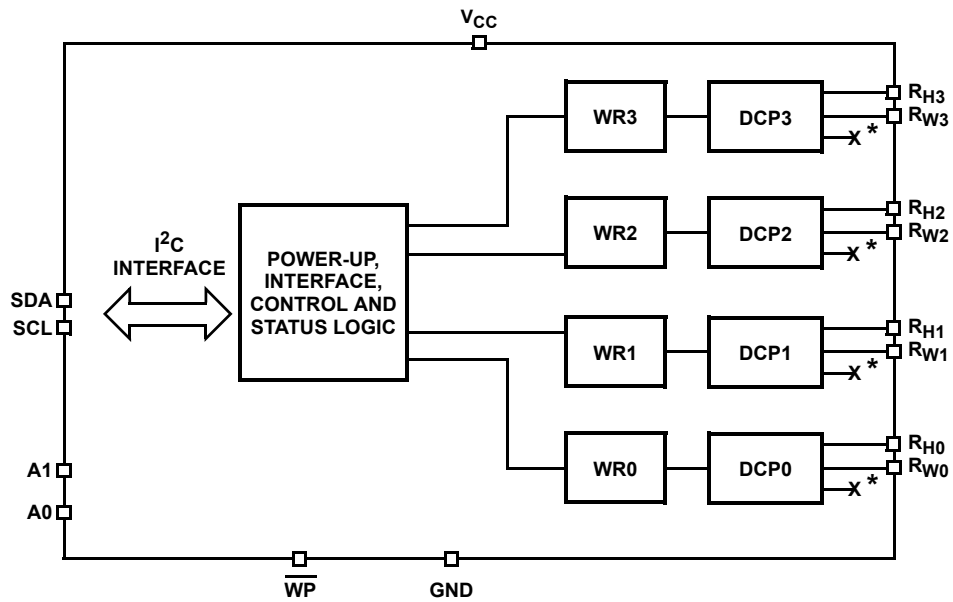 VCC
WR3
DCP3
RH3
RW3
X *
WR2
DCP2
RH2
RW2
X *
I2C
INTERFACE
POWER-UP,
INTERFACE,
CONTROL AND
STATUS LOGIC
SDA
SCL
WR1
DCP1
RH1
RW1
X *
A1
A0
WR0
DCP0
RH0
RW0
X *
WP
GND